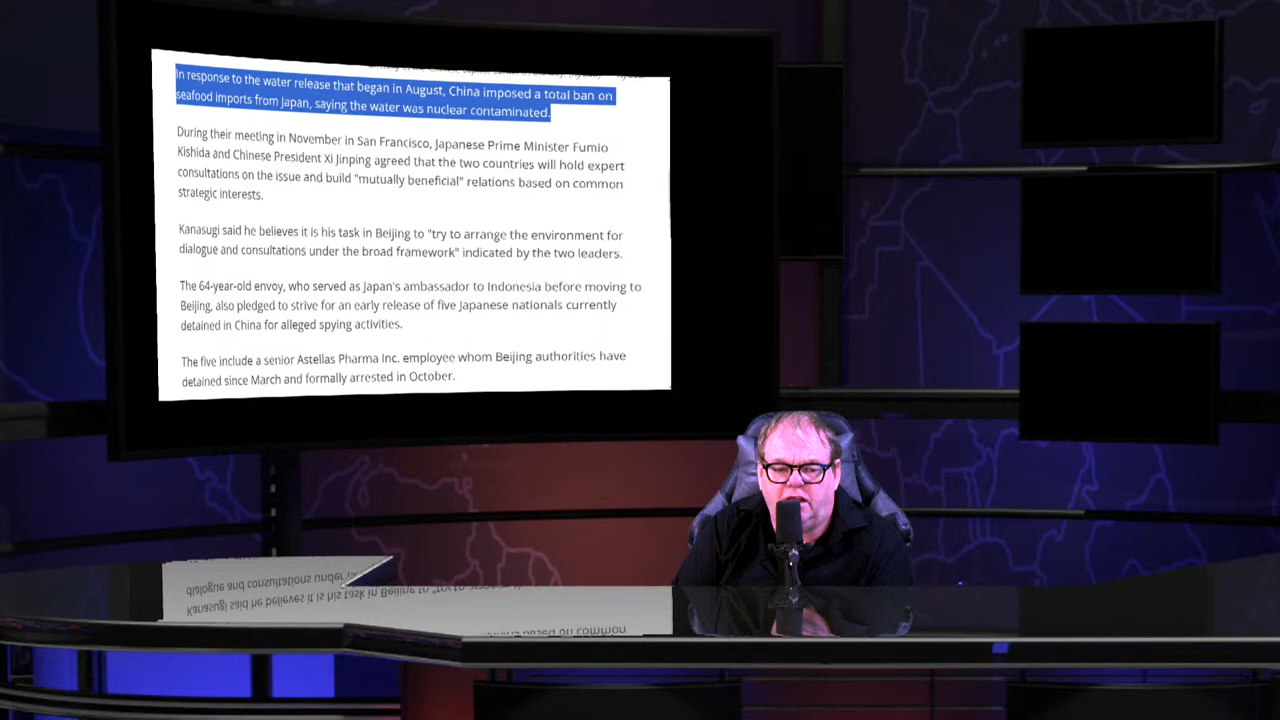 In response to the water release that began in August, China imposed a total ban on
seafood imports from Japan, saying the water was nuclear contaminated.
During their meeting in November in San Francisco, Japanese Prime Minister Fumio
Kishida and Chinese President Xi Jinping agreed that the two countries will hold expert
consultations on the issue and build "mutually beneficial" relations based on common
strategic interests.
Kanasugi said he believes it is his task in Beijing to "try to arrange the environment for
dialogue and consultations under the broad framework" indicated by the two leaders.
The 64-year-old envoy, who served as Japan's ambassador to Indonesia before moving to
Beijing, also pledged to strive for an early release of five Japanese nationals currently
detained in China for alleged spying activities.
The five include a senior Astellas Pharma Inc. employee whom Beijing authorities have
detained since March and formally arrested in October.